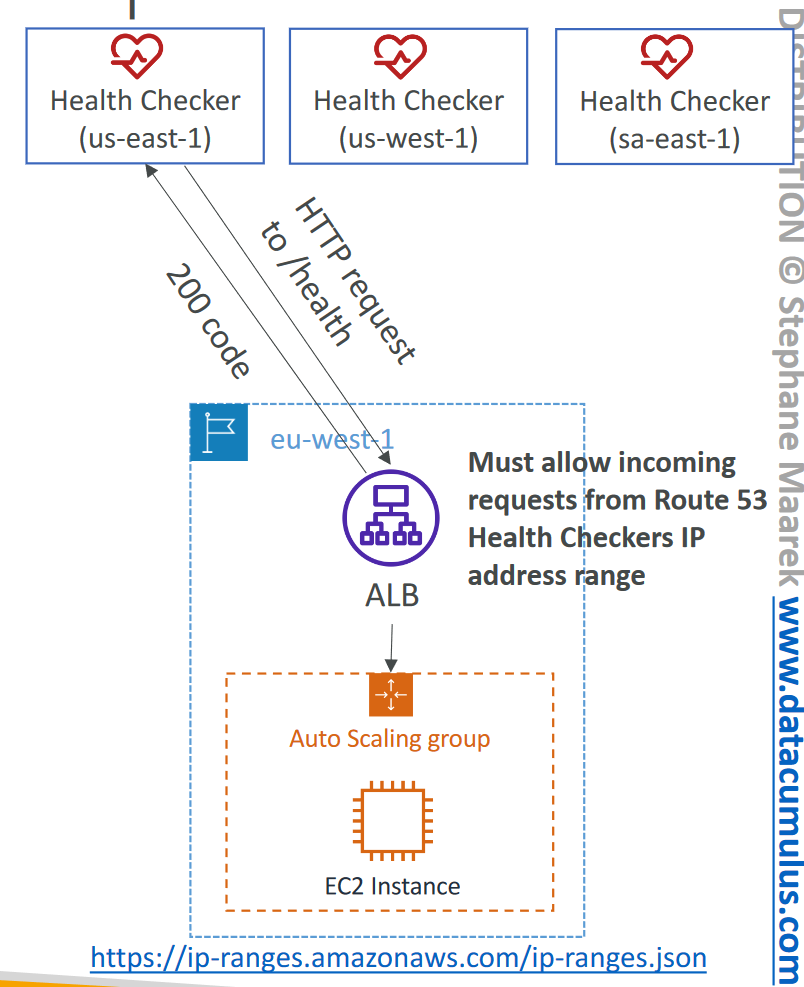 Health Checker
(us-east-1)
Health Checker
(us-west-1)
Health Checker
(sa-east-1)
HTTP request
to /health
200 code
eu-west-1
Must allow incoming
requests from Route 53
Health Checkers IP
address range
ALB
Auto Scaling group
EC2 Instance
https://ip-ranges.amazonaws.com/ip-ranges.json
DISTRIBUTION © Stephane Maarek www.datacumulus.com